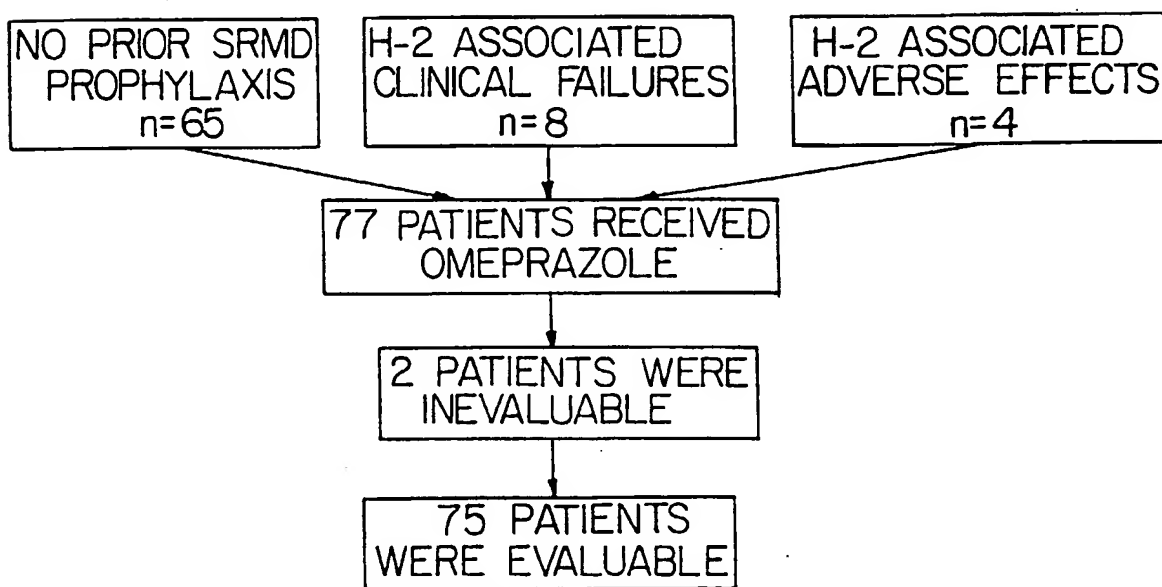 NO PRIOR SRMD
PROPHYLAXIS
n=65
H-2 ASSOCIATED
CLINICAL FAILURES
n=8
H-2 ASSOCIATED
ADVERSE EFFECTS
n=4
77 PATIENTS RECEIVED
OMEPRAZOLE
2 PATIENTS WERE
INEVALUABLE
75 PATIENTS
WERE EVALUABLE